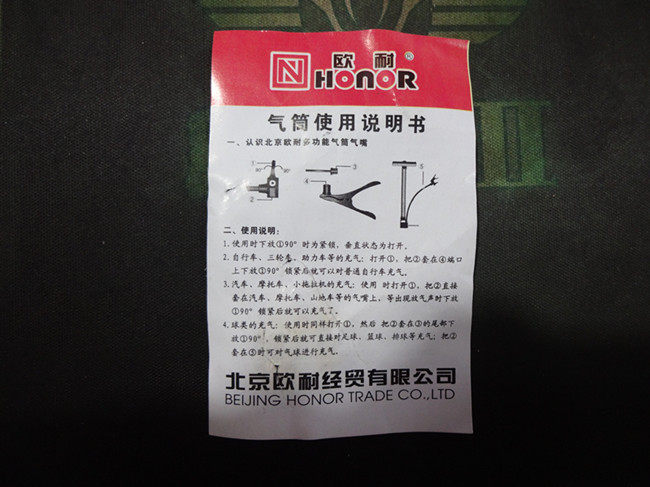 欧耐®
N HONOR
气筒使用说明书
一、认识北京欧耐多功能气筒气嘴
① 90° 90° ②
③ ④
⑤
二、使用说明：
1. 使用时下放①90° 时为紧锁，垂直状态为打开。
2. 自行车、三轮车、助力车等的充气：打开①，把②套在④端口
上下放①90° 锁紧后就可以对普通自行车充气。
3. 汽车、摩托车、小拖拉机的充气：使用 时打开①，把②直接
套在汽车、摩托车、山地车等的气嘴上，等出现放气声时下放
①90° 锁紧后就可以充气了。
4. 球类的充气：使用时同样打开①，然后 把②套在③的尾部下
放①90°，锁紧后就可直接对足球、篮球、排球等充气；把②
套在⑤时可对气球进行充气。
北京欧耐经贸有限公司
BEIJING HONOR TRADE CO.,LTD